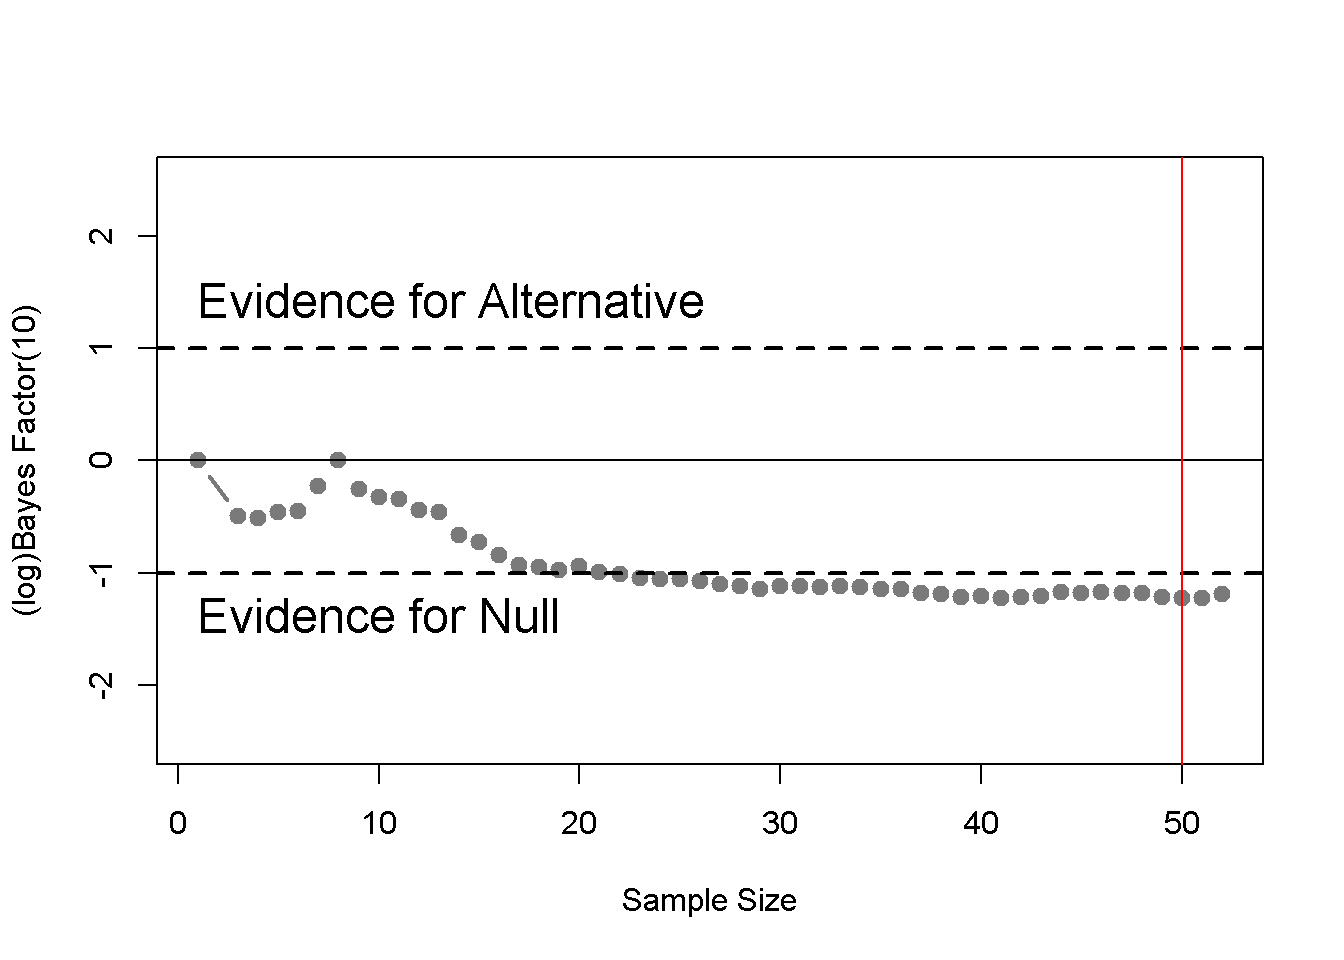 2
Evidence for Alternative
1
(log)Bayes Factor(10)
0
-1
Evidence for Null
-2
0 10 20 30 40 50
Sample Size